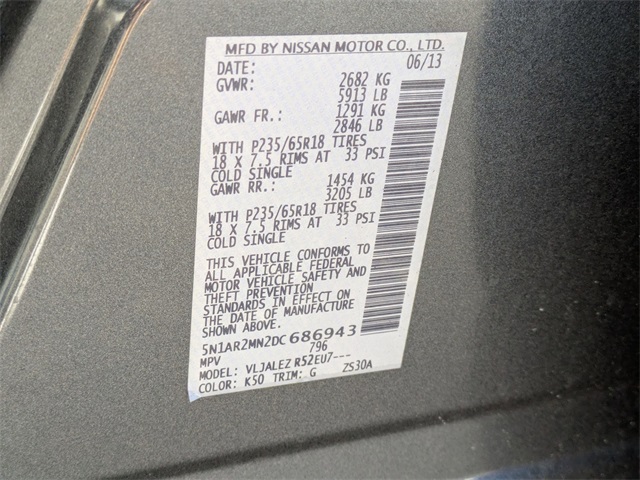 MFD BY NISSAN MOTOR CO., LTD.
DATE: 06/13
GVWR: 2682 KG
5913 LB
GAWR FR.: 1291 KG
2846 LB
WITH P235/65R18 TIRES
18 X 7.5 RIMS AT 33 PSI
COLD SINGLE
GAWR RR.: 1454 KG
3205 LB
WITH P235/65R18 TIRES
18 X 7.5 RIMS AT 33 PSI
COLD SINGLE
THIS VEHICLE CONFORMS TO
ALL APPLICABLE FEDERAL
MOTOR VEHICLE SAFETY AND
THEFT PREVENTION
STANDARDS IN EFFECT ON
THE DATE OF MANUFACTURE
SHOWN ABOVE.
5N1AR2MN2DC686943
MPV 796
MODEL: VLJALEZ R52EU7---
COLOR: K50 TRIM: G ZS30A